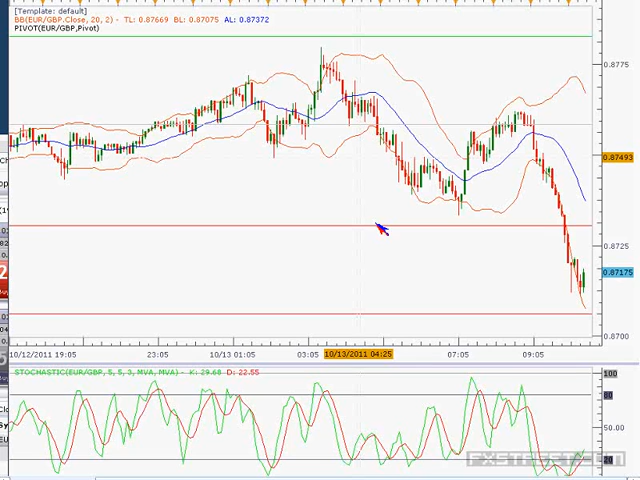 [Template: default]
BB(EUR/GBP.Close, 20, 2) - TL: 0.87669 BL: 0.87075 AL: 0.87372
PIVOT(EUR/GBP,Pivot)
0.8775
0.87493
0.8725
0.87175
0.8700
10/12/2011 19:05 23:05 10/13 01:05 03:05 10/13/2011 04:25 07:05 09:05
STOCHASTIC(EUR/GBP, 5, 5, 3, MVA, MVA) - K: 29.68 D: 22.55
100
80
50.00
20
FXSTREET.COM